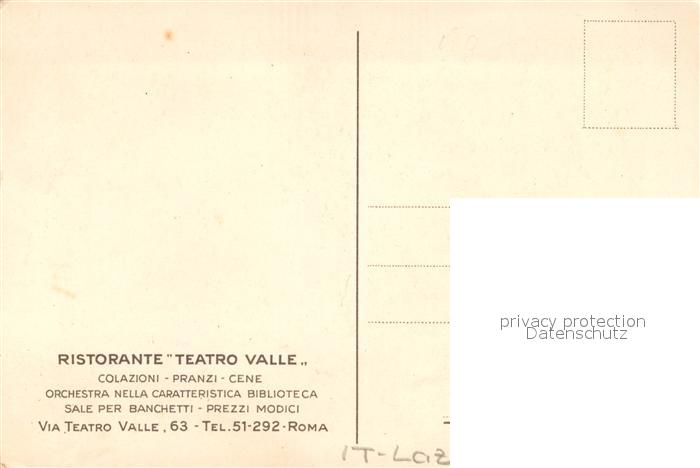 RISTORANTE "TEATRO VALLE„
COLAZIONI - PRANZI - CENE
ORCHESTRA NELLA CARATTERISTICA BIBLIOTECA
SALE PER BANCHETTI - PREZZI MODICI
VIA TEATRO VALLE, 63 - TEL. 51-292 - ROMA
privacy protection
Datenschutz
IT-Laz